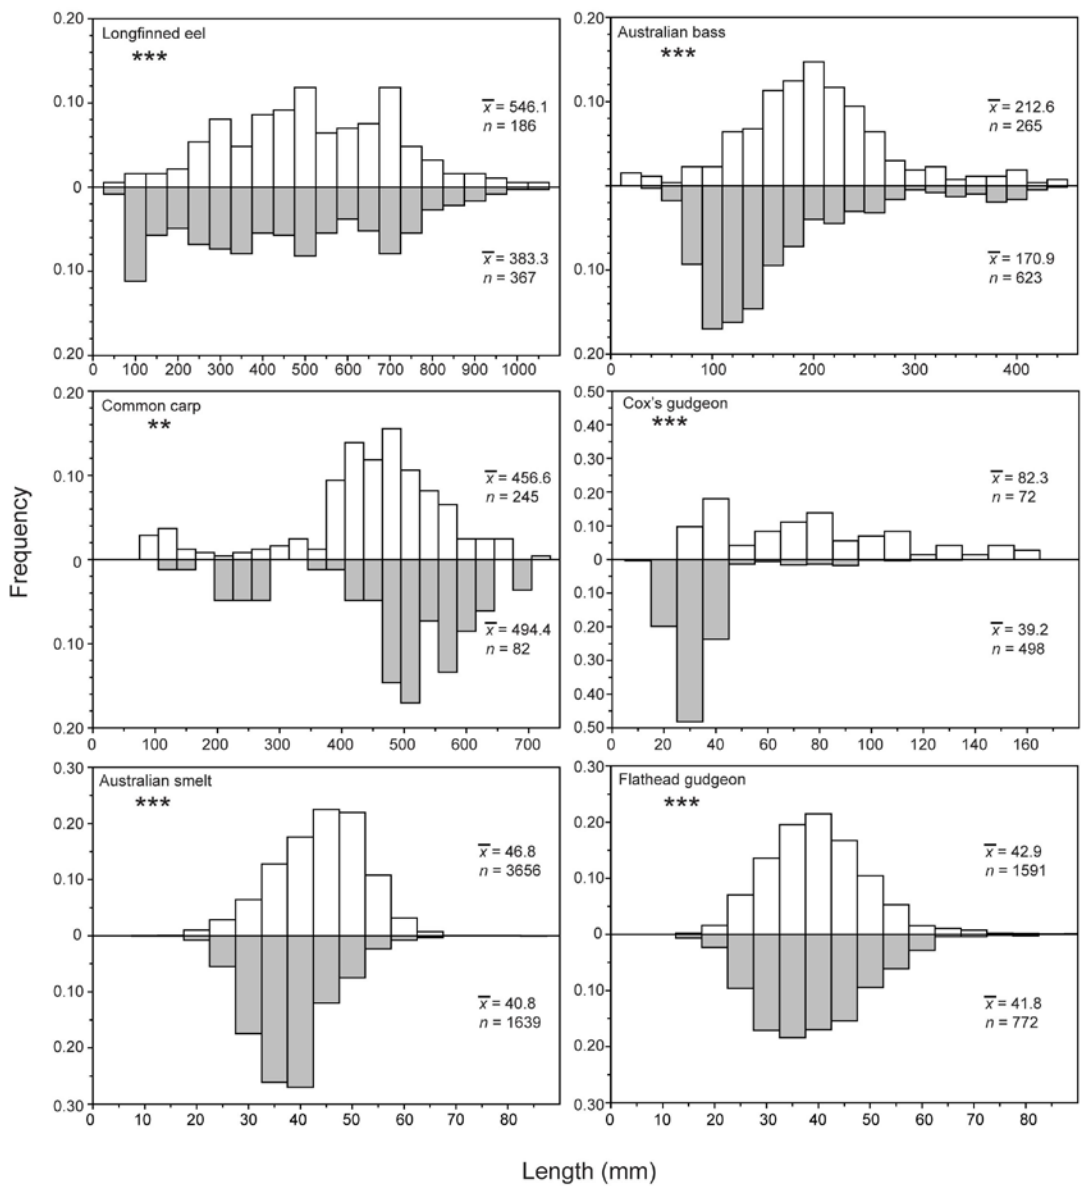 Frequency
0.20
0.10
0
0.10
0.20
Longfinned eel
***
x̅ = 546.1
n = 186
x̅ = 383.3
n = 367
0 100 200 300 400 500 600 700 800 900 1000
0.20
0.10
0
0.10
0.20
Australian bass
***
x̅ = 212.6
n = 265
x̅ = 170.9
n = 623
0 100 200 300 400
0.20
0.10
0
0.10
0.20
Common carp
**
x̅ = 456.6
n = 245
x̅ = 494.4
n = 82
0 100 200 300 400 500 600 700
0.50
0.40
0.30
0.20
0.10
0
0.10
0.20
0.30
0.40
0.50
Cox's gudgeon
***
x̅ = 82.3
n = 72
x̅ = 39.2
n = 498
0 20 40 60 80 100 120 140 160
0.30
0.20
0.10
0
0.10
0.20
0.30
Australian smelt
***
x̅ = 46.8
n = 3656
x̅ = 40.8
n = 1639
0 10 20 30 40 50 60 70 80
0.30
0.20
0.10
0
0.10
0.20
0.30
Flathead gudgeon
***
x̅ = 42.9
n = 1591
x̅ = 41.8
n = 772
0 10 20 30 40 50 60 70 80
Length (mm)